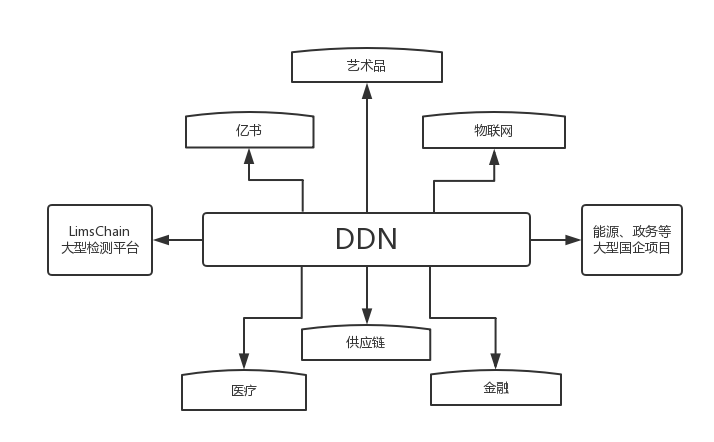 艺术品
亿书
物联网
LimsChain
大型检测平台
DDN
能源、政务等
大型国企项目
供应链
医疗
金融